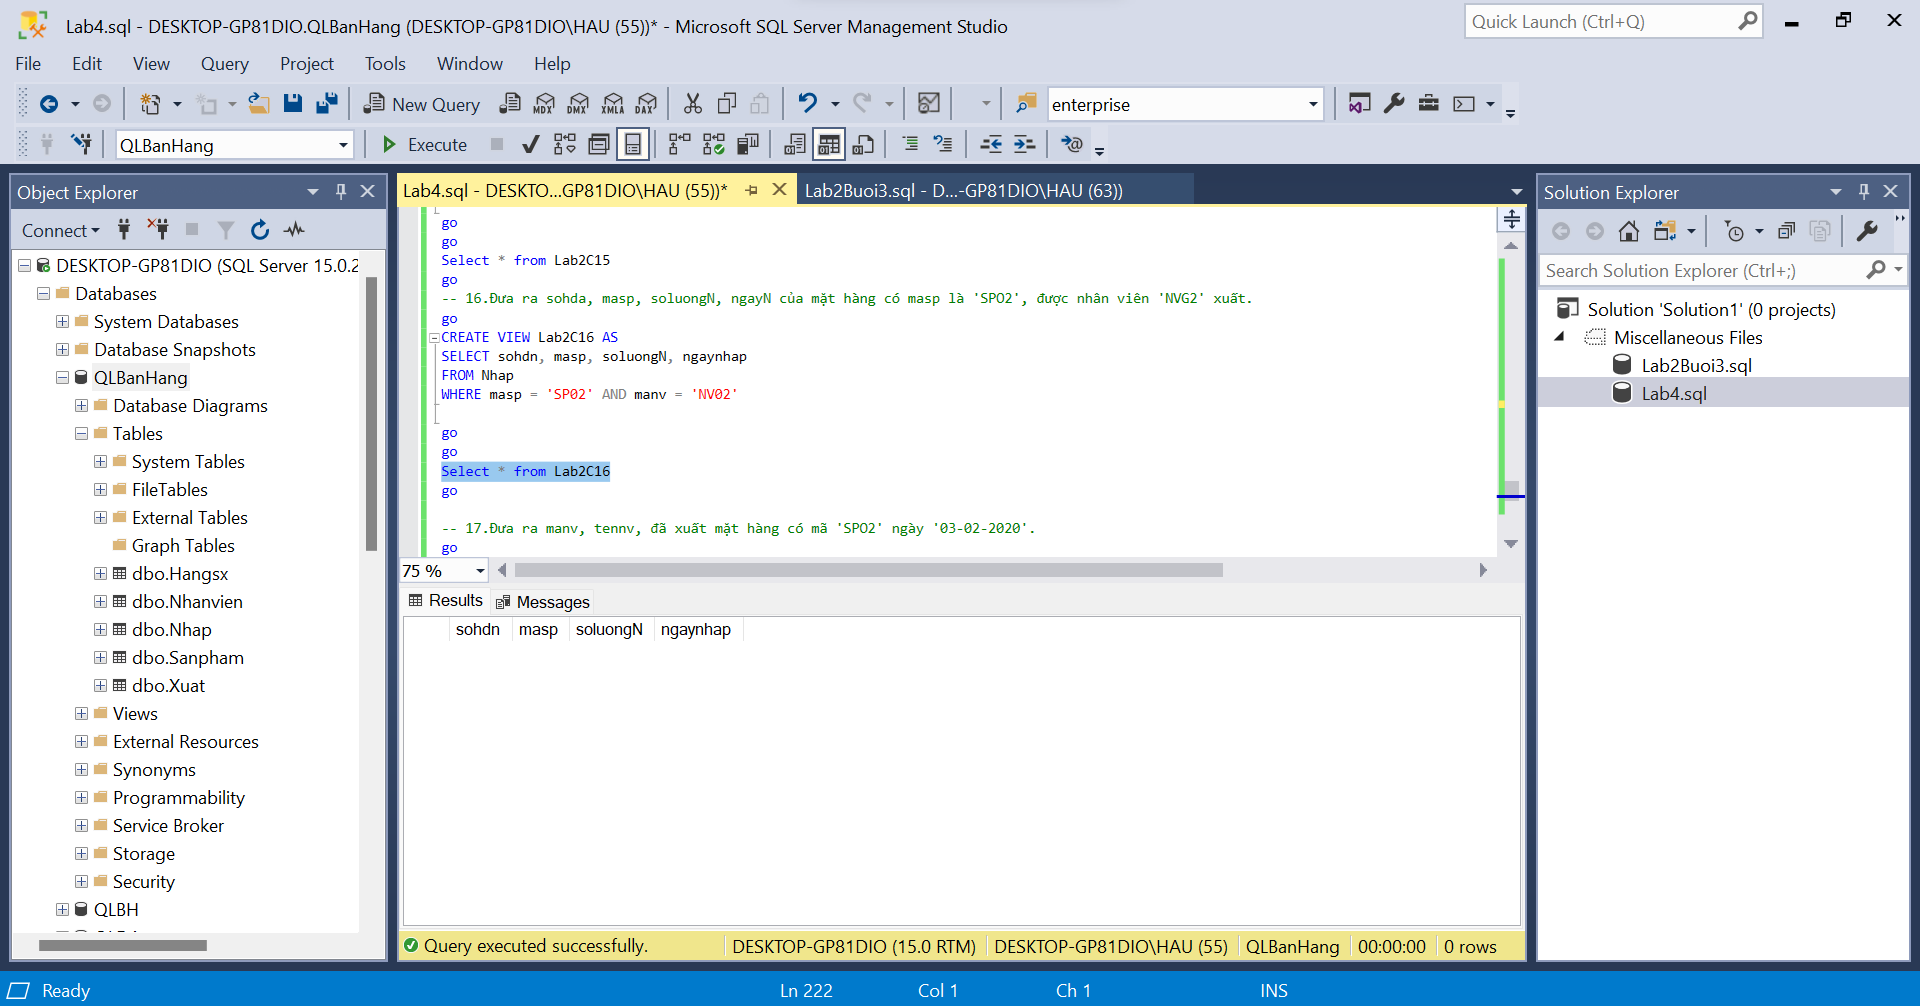 Lab4.sql - DESKTOP-GP81DIO.QLBanHang (DESKTOP-GP81DIO\HAU (55))* - Microsoft SQL Server Management Studio
Quick Launch (Ctrl+Q)
File Edit View Query Project Tools Window Help
New Query
MDX DMX XMLA DAX
enterprise
QLBanHang
Execute
Object Explorer
Connect
DESKTOP-GP81DIO (SQL Server 15.0.2
Databases
System Databases
Database Snapshots
QLBanHang
Database Diagrams
Tables
System Tables
FileTables
External Tables
Graph Tables
dbo.Hangsx
dbo.Nhanvien
dbo.Nhap
dbo.Sanpham
dbo.Xuat
Views
External Resources
Synonyms
Programmability
Service Broker
Storage
Security
QLBH
Lab4.sql - DESKTO...GP81DIO\HAU (55))*
Lab2Buoi3.sql - D...-GP81DIO\HAU (63))
go
go
Select * from Lab2C15
go
-- 16.Đưa ra sohda, masp, soluongN, ngayN của mặt hàng có masp là 'SPO2', được nhân viên 'NVG2' xuất.
go
CREATE VIEW Lab2C16 AS
SELECT sohdn, masp, soluongN, ngaynhap
FROM Nhap
WHERE masp = 'SP02' AND manv = 'NV02'
go
go
Select * from Lab2C16
go
-- 17.Đưa ra manv, tennv, đã xuất mặt hàng có mã 'SPO2' ngày '03-02-2020'.
go
75 %
Results
Messages
sohdn masp soluongN ngaynhap
Query executed successfully.
DESKTOP-GP81DIO (15.0 RTM)
DESKTOP-GP81DIO\HAU (55)
QLBanHang
00:00:00
0 rows
Solution Explorer
Search Solution Explorer (Ctrl+;)
Solution 'Solution1' (0 projects)
Miscellaneous Files
Lab2Buoi3.sql
Lab4.sql
Ready
Ln 222
Col 1
Ch 1
INS